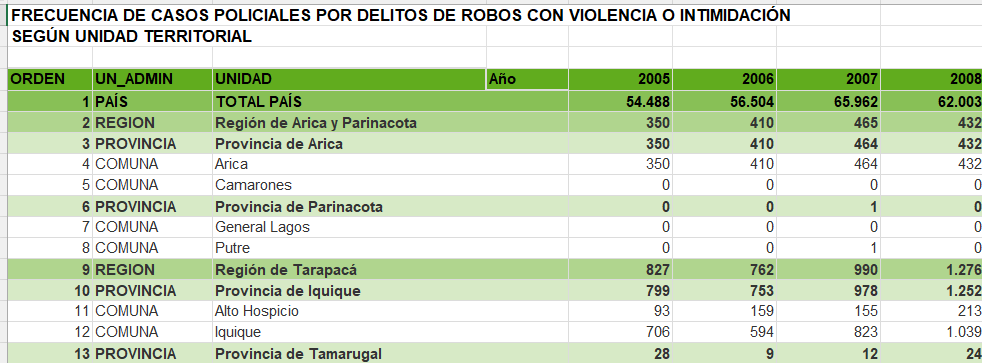 FRECUENCIA DE CASOS POLICIALES POR DELITOS DE ROBOS CON VIOLENCIA O INTIMIDACIÓN
SEGÚN UNIDAD TERRITORIAL
ORDEN UN_ADMIN UNIDAD Año 2005 2006 2007 2008
1 PAÍS TOTAL PAÍS 54.488 56.504 65.962 62.003
2 REGION Región de Arica y Parinacota 350 410 465 432
3 PROVINCIA Provincia de Arica 350 410 464 432
4 COMUNA Arica 350 410 464 432
5 COMUNA Camarones 0 0 0 0
6 PROVINCIA Provincia de Parinacota 0 0 1 0
7 COMUNA General Lagos 0 0 0 0
8 COMUNA Putre 0 0 1 0
9 REGION Región de Tarapacá 827 762 990 1.276
10 PROVINCIA Provincia de Iquique 799 753 978 1.252
11 COMUNA Alto Hospicio 93 159 155 213
12 COMUNA Iquique 706 594 823 1.039
13 PROVINCIA Provincia de Tamarugal 28 9 12 24